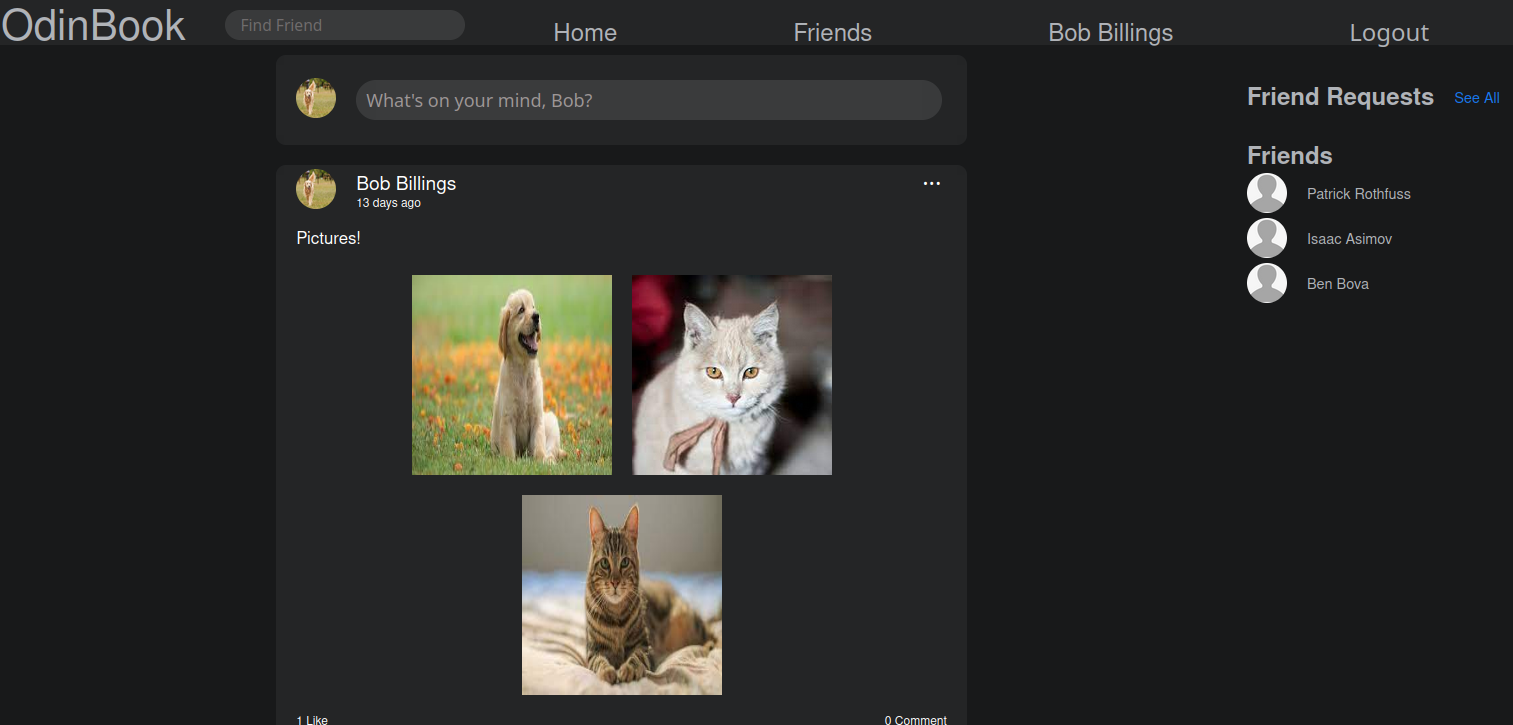 OdinBook
Find Friend
Home
Friends
Bob Billings
Logout
What's on your mind, Bob?
Bob Billings
...
13 days ago
Pictures!
1 Like
0 Comment
Friend Requests
See All
Friends
Patrick Rothfuss
Isaac Asimov
Ben Bova